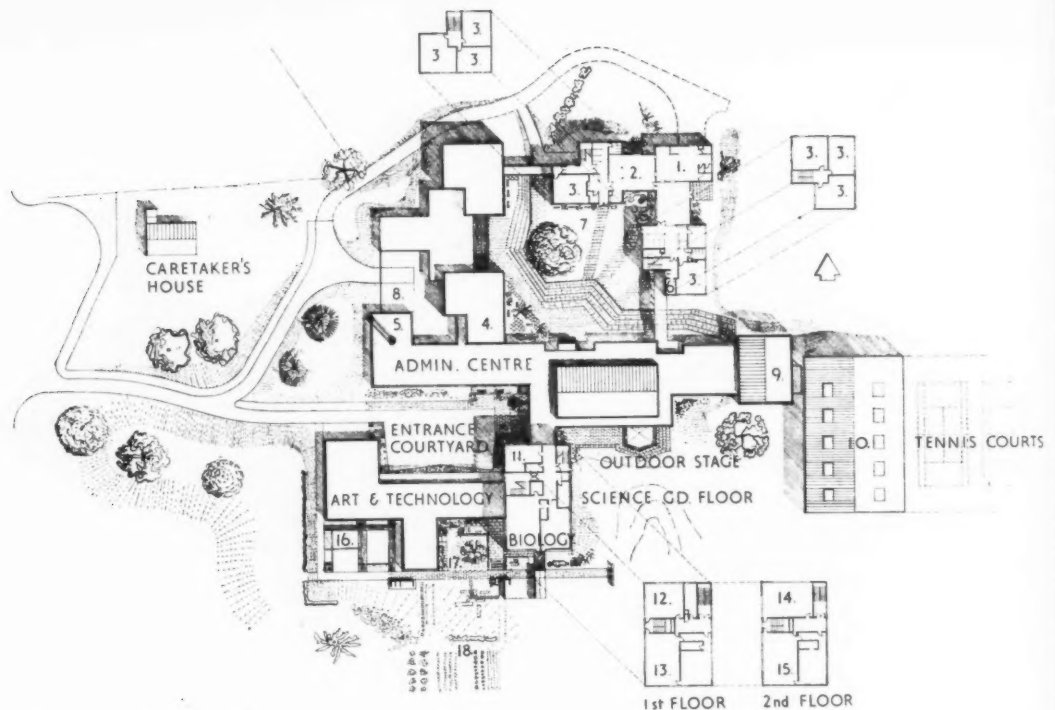 3.
3.
3.
3.
3.
3.
2.
1.
3.
7
3.
6
CARETAKER'S
HOUSE
8.
5.
4.
ADMIN. CENTRE
9.
ENTRANCE
COURTYARD
10.
TENNIS COURTS
11.
OUTDOOR STAGE
ART & TECHNOLOGY
SCIENCE GD. FLOOR
16.
BIOLOGY
17.
12.
14.
18.
13.
15.
1st FLOOR
2nd FLOOR